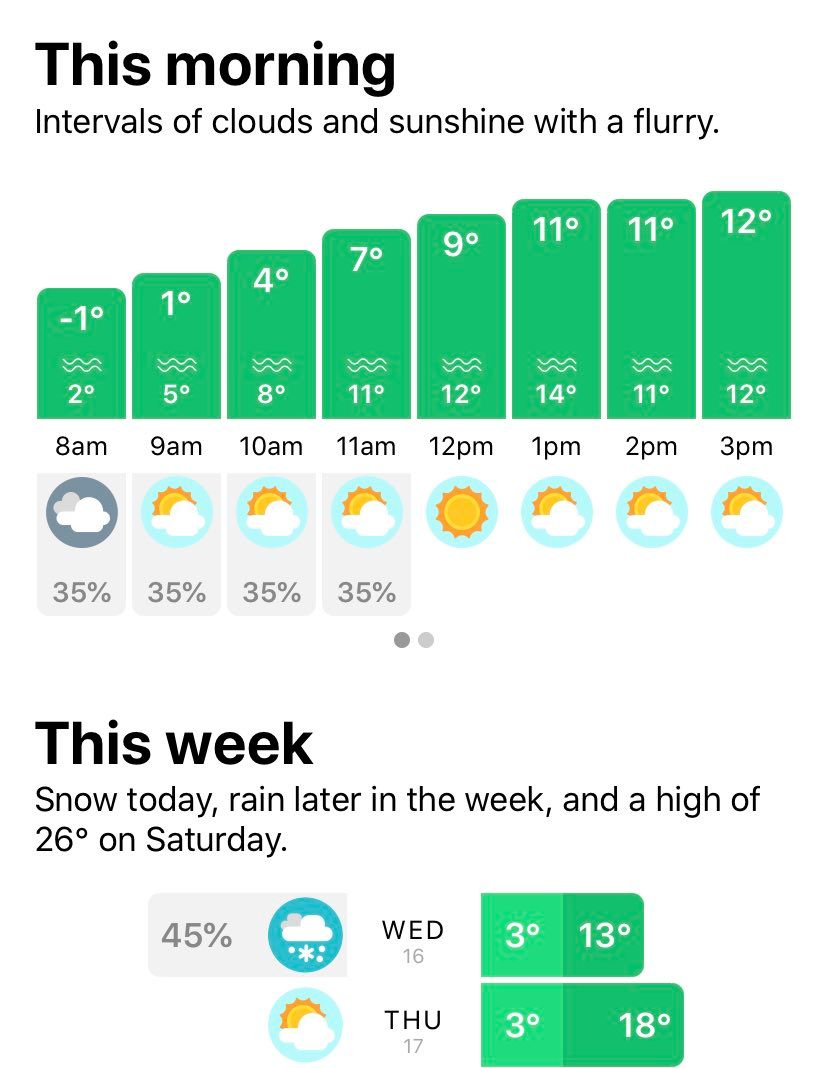 This morning
Intervals of clouds and sunshine with a flurry.
-1° 1° 4° 7° 9° 11° 11° 12°
2° 5° 8° 11° 12° 14° 11° 12°
8am 9am 10am 11am 12pm 1pm 2pm 3pm
35% 35% 35% 35%
This week
Snow today, rain later in the week, and a high of
26° on Saturday.
45% WED 3° 13°
16
THU 3° 18°
17